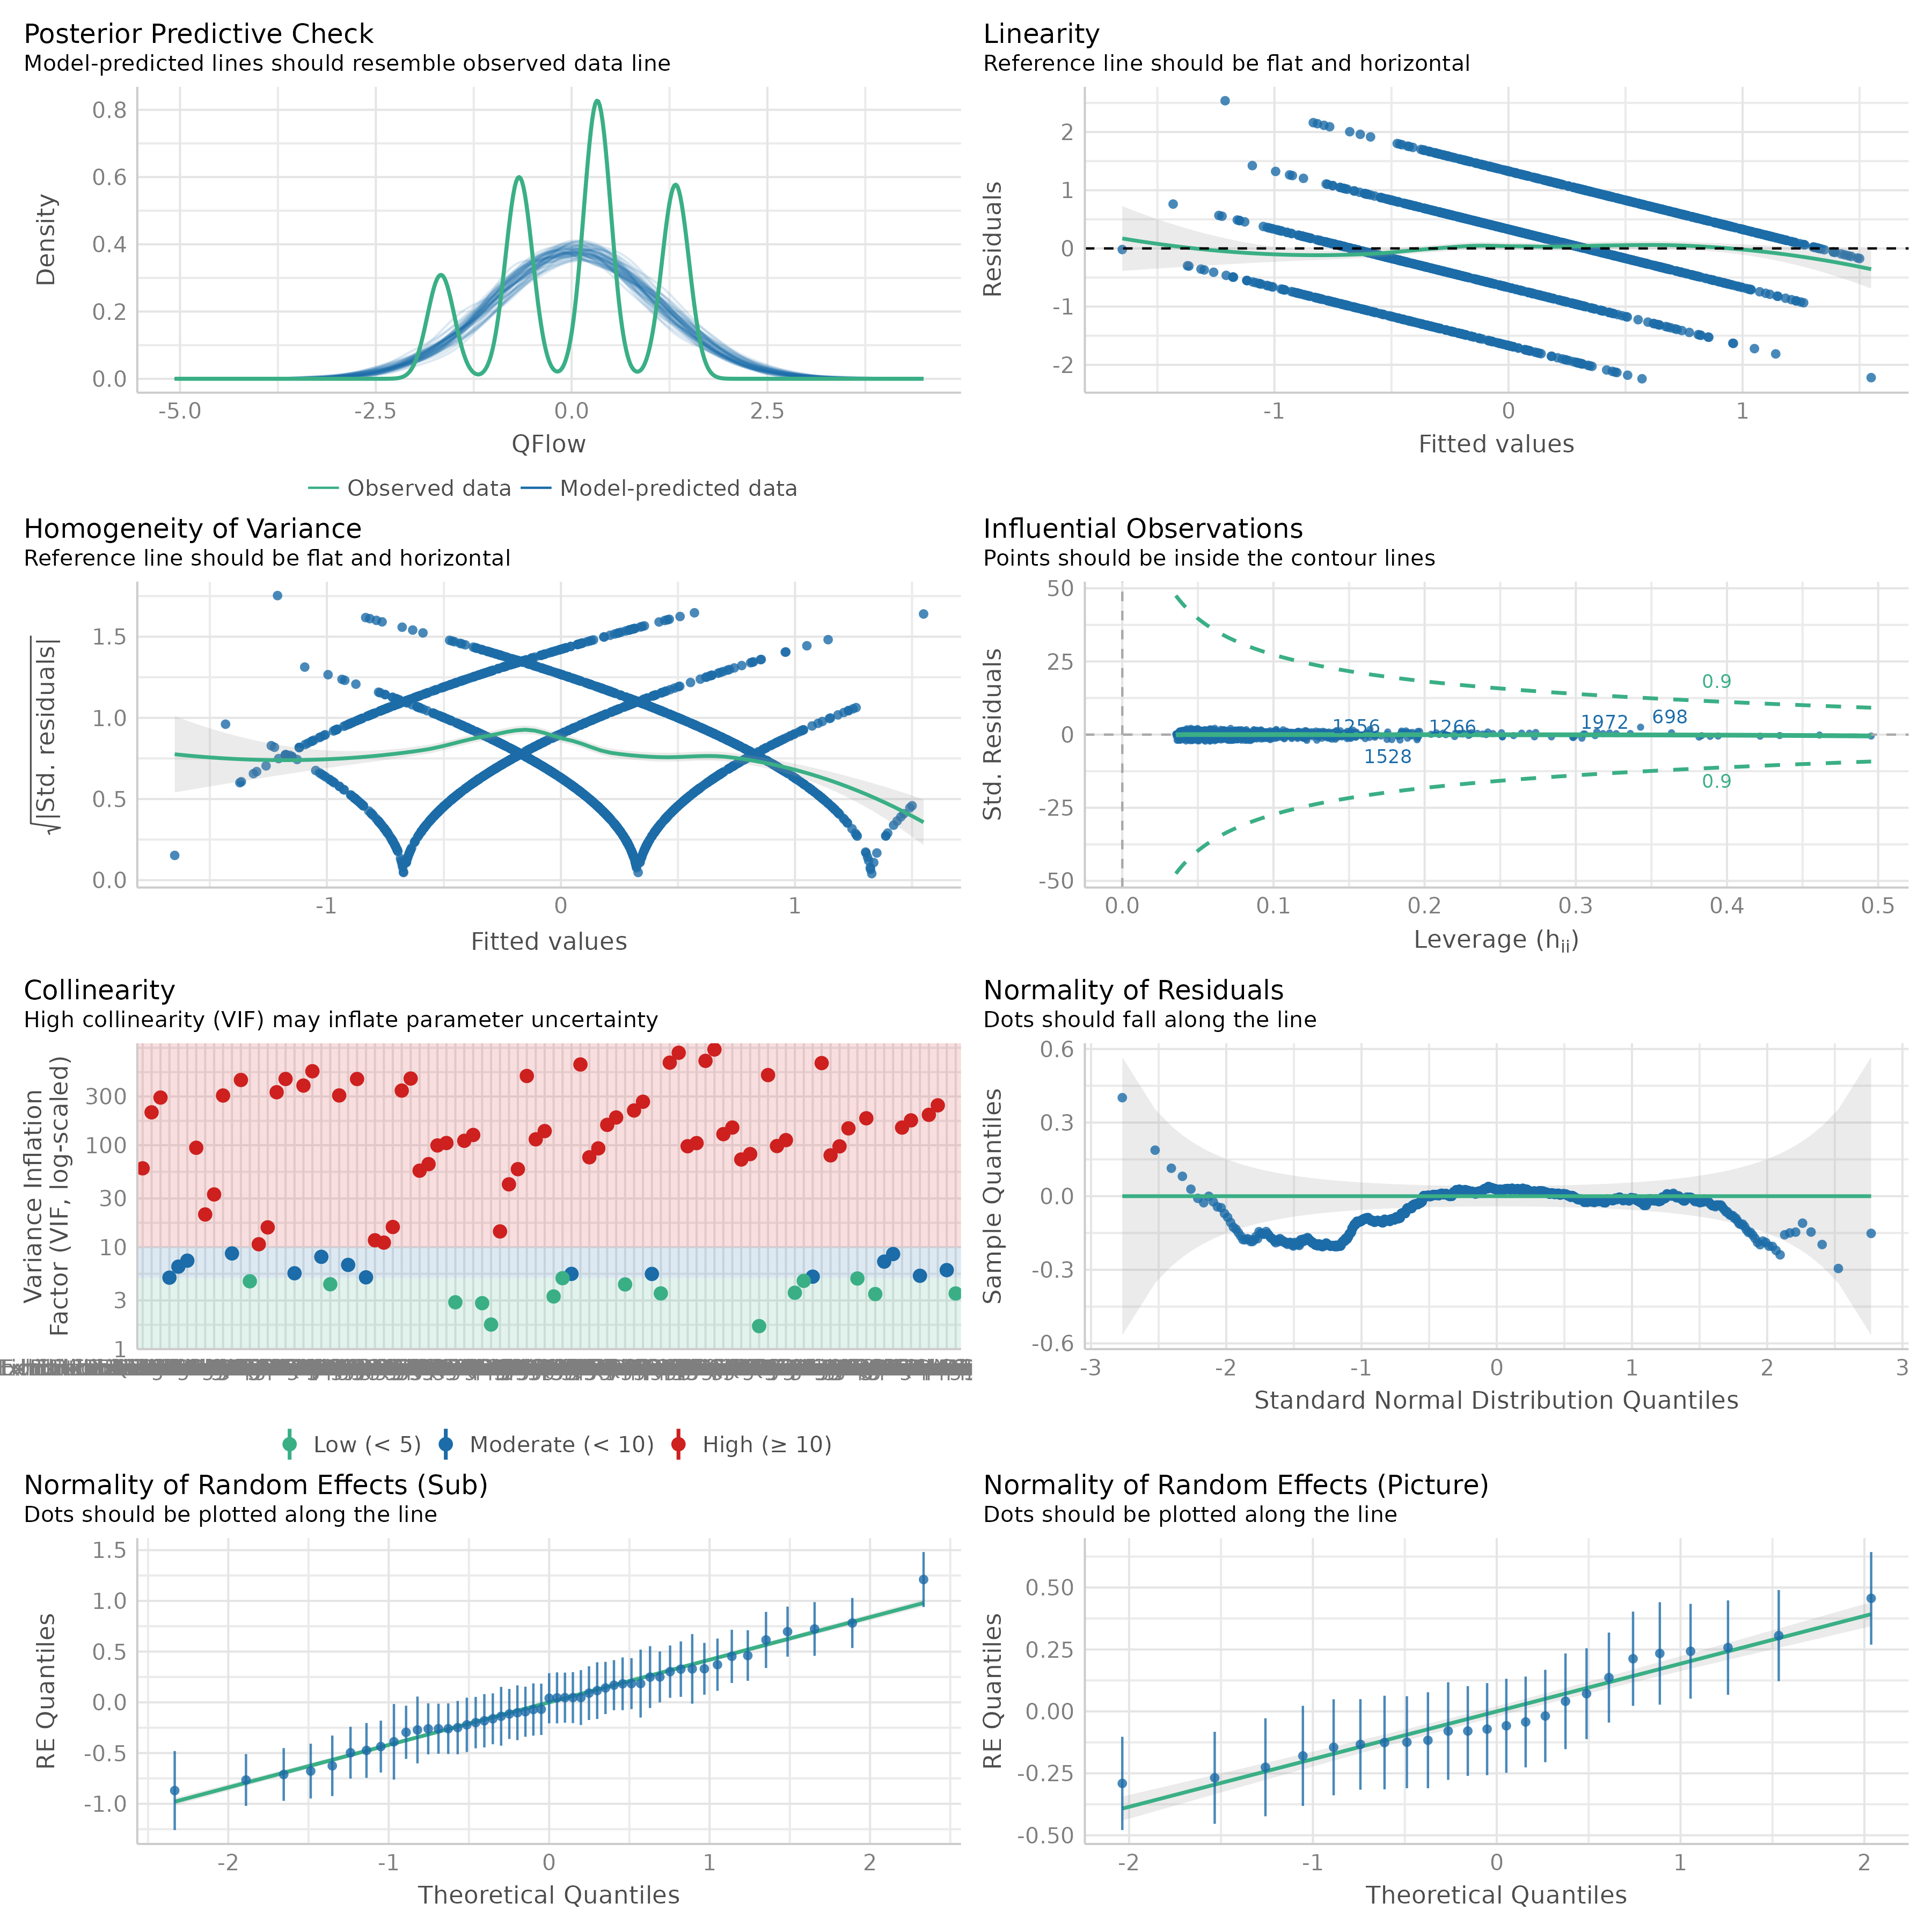 Posterior Predictive Check
Model-predicted lines should resemble observed data line
Density
0.8
0.6
0.4
0.2
0.0
-5.0 -2.5 0.0 2.5
QFlow
Observed data Model-predicted data
Linearity
Reference line should be flat and horizontal
Residuals
2
1
0
-1
-2
-1 0 1
Fitted values
Homogeneity of Variance
Reference line should be flat and horizontal
√|Std. residuals|
1.5
1.0
0.5
0.0
-1 0 1
Fitted values
Influential Observations
Points should be inside the contour lines
Std. Residuals
50
25
0
-25
-50
0.9
1256 1266 1972 698
1528
0.9
0.0 0.1 0.2 0.3 0.4 0.5
Leverage (hii)
Collinearity
High collinearity (VIF) may inflate parameter uncertainty
Variance Inflation
Factor (VIF, log-scaled)
300
100
30
10
3
1
Low (< 5) Moderate (< 10) High (≥ 10)
Normality of Residuals
Dots should fall along the line
Sample Quantiles
0.6
0.3
0.0
-0.3
-0.6
-3 -2 -1 0 1 2 3
Standard Normal Distribution Quantiles
Normality of Random Effects (Sub)
Dots should be plotted along the line
RE Quantiles
1.5
1.0
0.5
0.0
-0.5
-1.0
-2 -1 0 1 2
Theoretical Quantiles
Normality of Random Effects (Picture)
Dots should be plotted along the line
RE Quantiles
0.50
0.25
0.00
-0.25
-0.50
-2 -1 0 1 2
Theoretical Quantiles